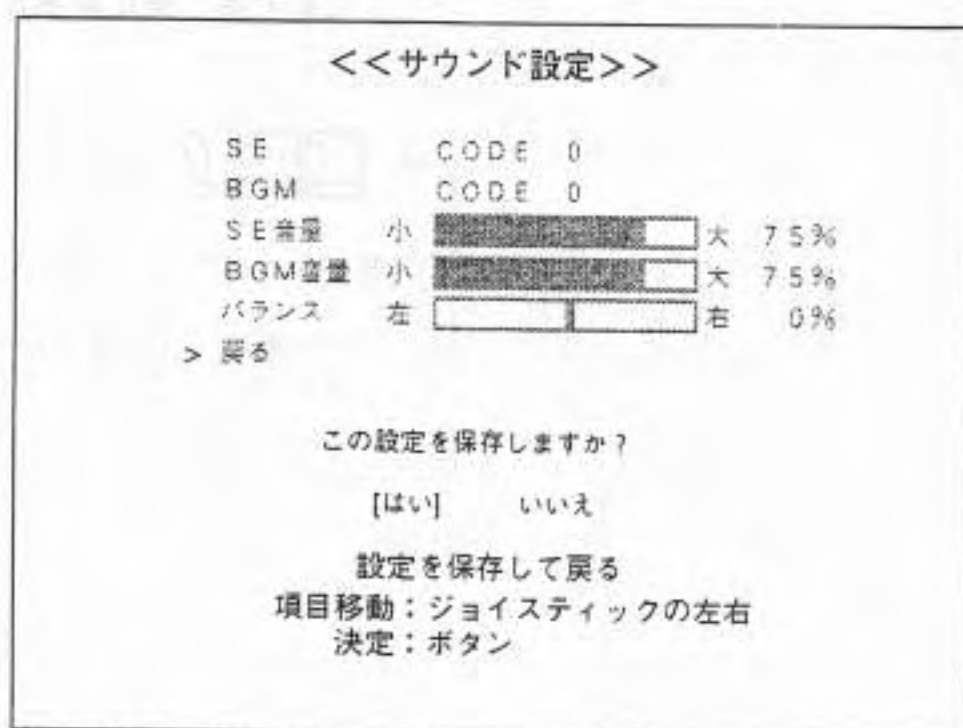 <<サウンド設定>>
SE CODE 0
BGM CODE 0
SE音量 小 大 75%
BGM音量 小 大 75%
バランス 左 右 0%
> 戻る
この設定を保存しますか?
[はい] いいえ
設定を保存して戻る
項目移動:ジョイスティックの左右
決定:ボタン